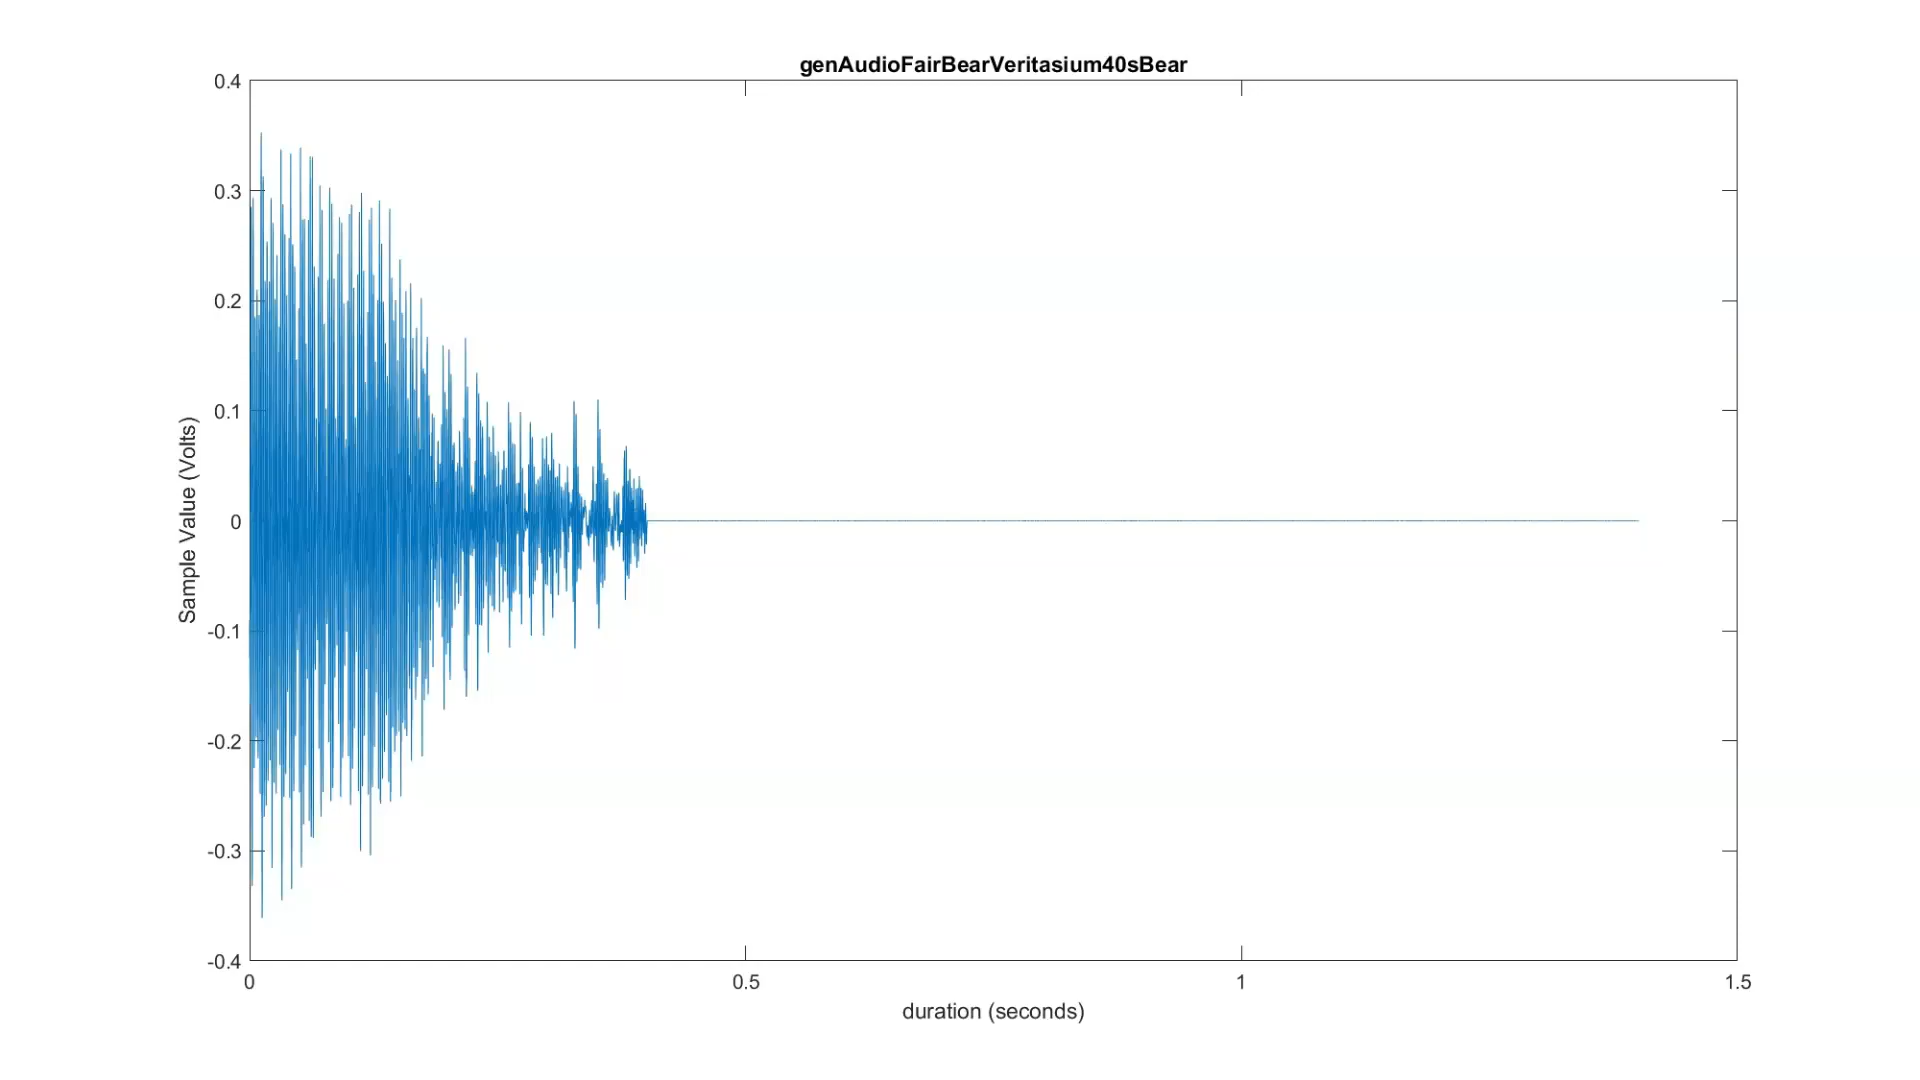 genAudioFairBearVeritasium40sBear
0.4
0.3
0.2
0.1
0
-0.1
-0.2
-0.3
-0.4
Sample Value (Volts)
0 0.5 1 1.5
duration (seconds)